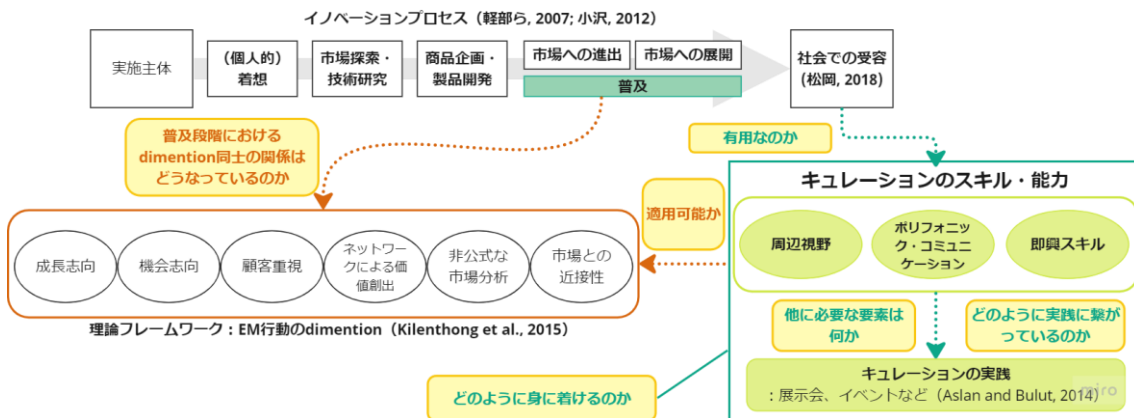 イノベーションプロセス（軽部ら, 2007; 小沢, 2012）
実施主体
（個人的）
着想
市場探索・
技術研究
商品企画・
製品開発
市場への進出
市場への展開
普及
社会での受容
(松岡, 2018)
普及段階における
dimention同士の関係は
どうなっているのか
有用なのか
適用可能か
キュレーションのスキル・能力
周辺視野
ポリフォニッ
ク・コミュニ
ケーション
即興スキル
成長志向
機会志向
顧客重視
ネットワー
クによる価
値創出
非公式な
市場分析
市場との
近接性
理論フレームワーク：EM行動のdimention（Kilenthong et al., 2015）
他に必要な要素は
何か
どのように実践に繋が
っているのか
どのように身に着けるのか
キュレーションの実践
：展示会、イベントなど（Aslan and Bulut, 2014）
miro